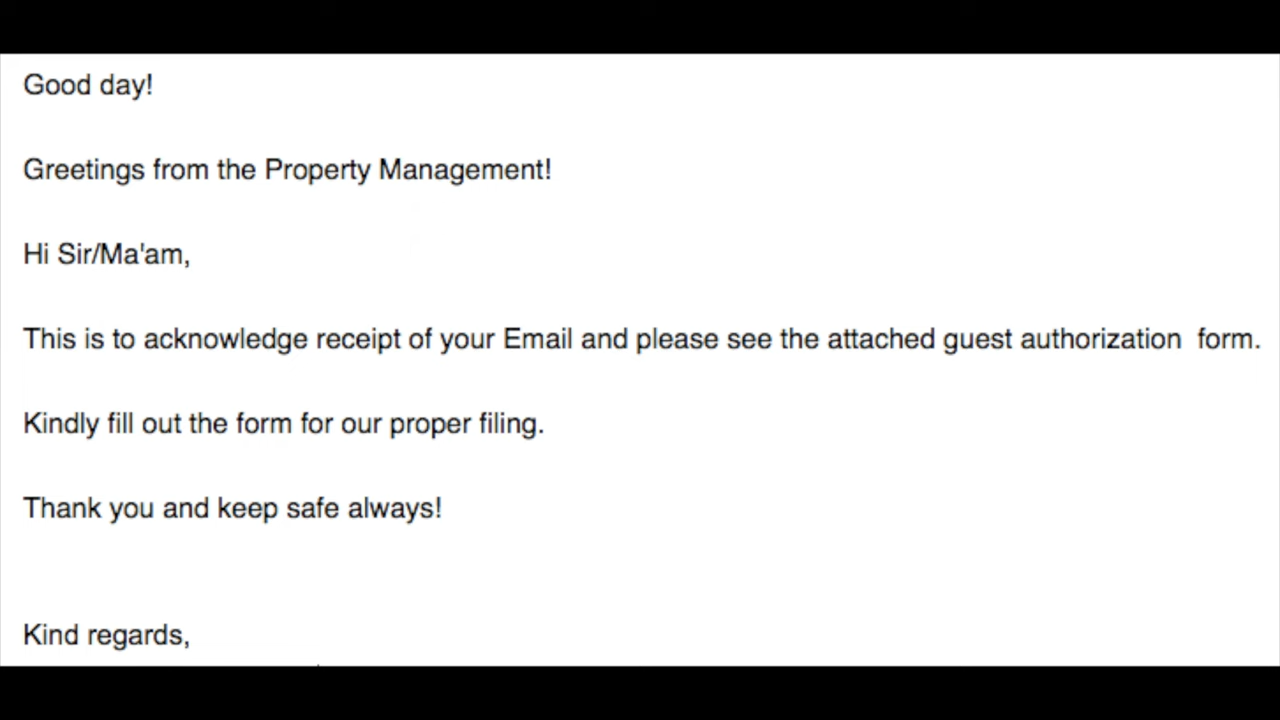 Good day!
Greetings from the Property Management!
Hi Sir/Ma'am,
This is to acknowledge receipt of your Email and please see the attached guest authorization  form.
Kindly fill out the form for our proper filing.
Thank you and keep safe always!
Kind regards,